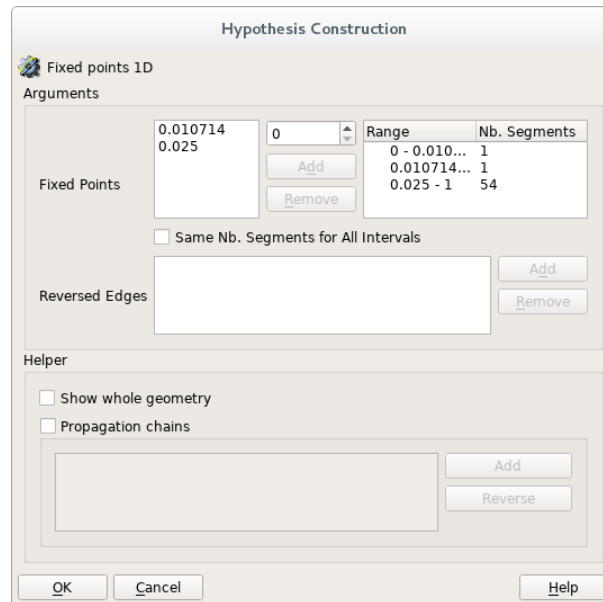 Hypothesis Construction
Fixed points 1D
Arguments
Fixed Points
0.010714
0.025
0
Add
Remove
Range Nb. Segments
0 - 0.010... 1
0.010714... 1
0.025 - 1 54
Same Nb. Segments for All Intervals
Reversed Edges
Add
Remove
Helper
Show whole geometry
Propagation chains
Add
Reverse
OK Cancel Help